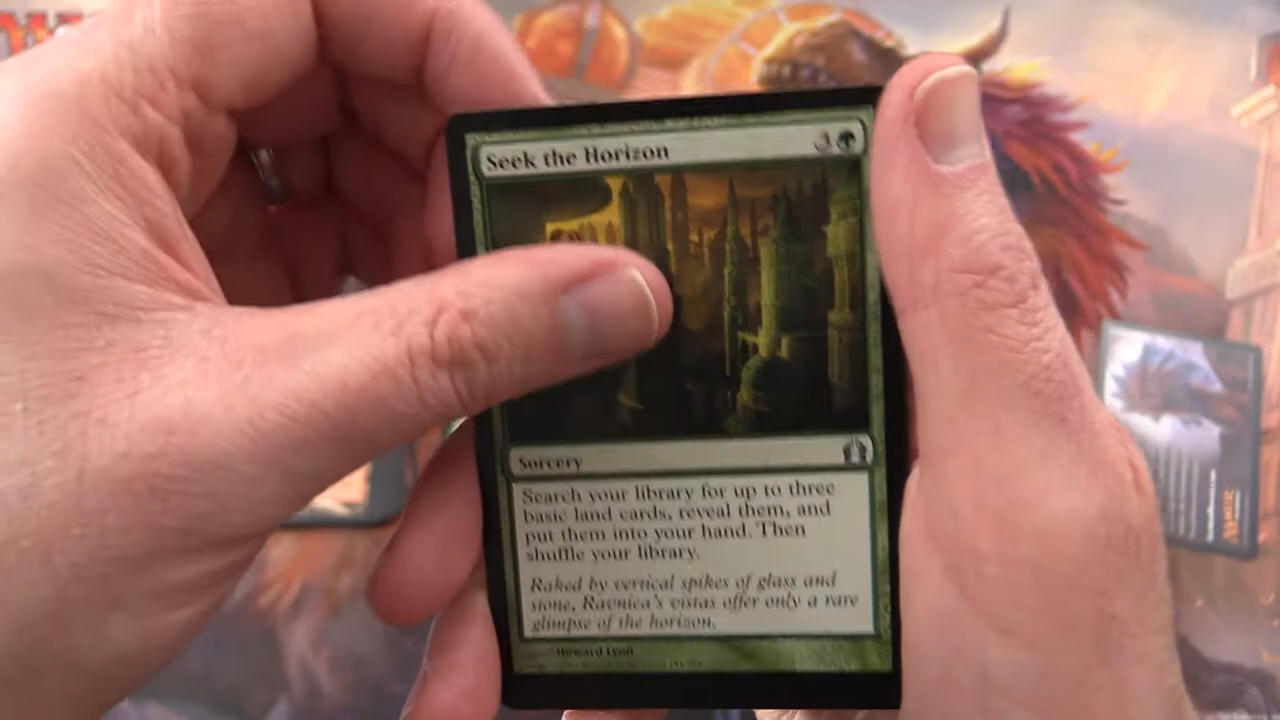 Seek the Horizon
3
Sorcery
Search your library for up to three
basic land cards, reveal them, and
put them into your hand. Then
shuffle your library.
Raked by vertical spikes of glass and
stone, Ravnica's vistas offer only a rare
glimpse of the horizon.
Howard Lyon
MAGIC